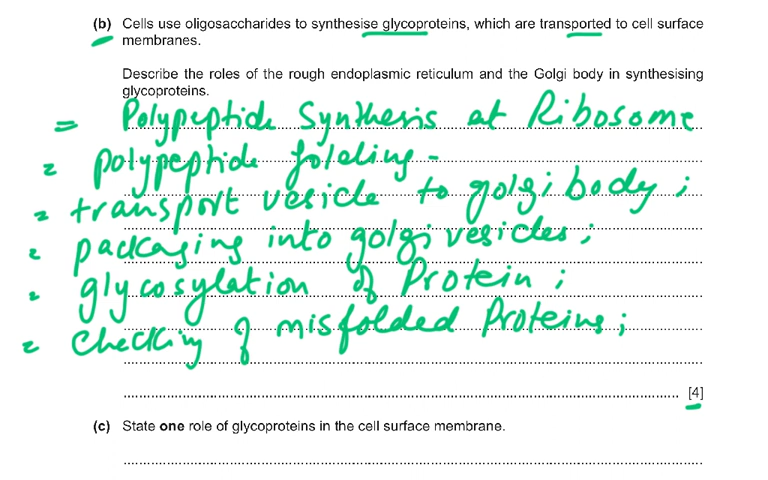 (b) Cells use oligosaccharides to synthesise glycoproteins, which are transported to cell surface
membranes.
Describe the roles of the rough endoplasmic reticulum and the Golgi body in synthesising
glycoproteins.
= Polypeptide Synthesis at Ribosome
= polypeptide folding -
= transport vesicle to golgi body ;
= packaging into golgi vesicles ;
= glycosylation of Protein ;
= Checking of misfolded Proteins ;
[4]
(c) State one role of glycoproteins in the cell surface membrane.